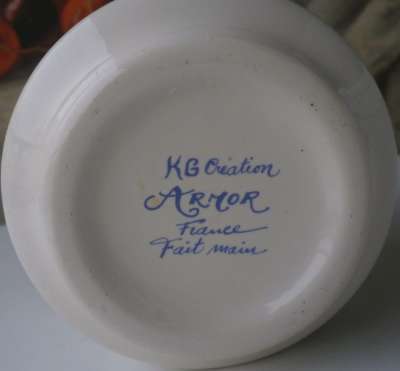 KG Création
ARMOR
France
Fait main